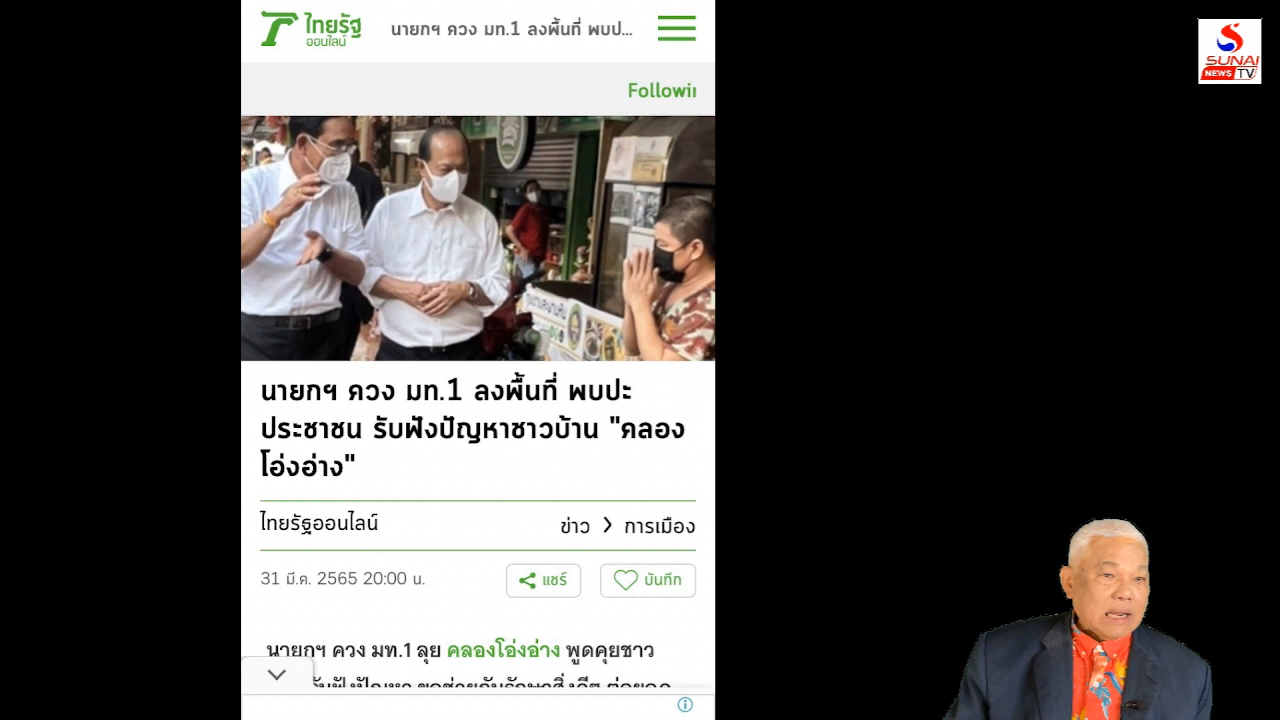 ไทยรัฐ
ออนไลน์
นายกฯ ควง มท.1 ลงพื้นที่ พบป...
SUNAI
NEWS TV
Followin
นายกฯ ควง มท.1 ลงพื้นที่ พบปะ
ประชาชน รับฟังปัญหาชาวบ้าน "คลอง
โอ่งอ่าง"
ไทยรัฐออนไลน์
ข่าว > การเมือง
31 มี.ค. 2565 20:00 น.
แชร์
บันทึก
นายกฯ ควง มท.1 ลุย คลองโอ่งอ่าง พูดคุยชาว